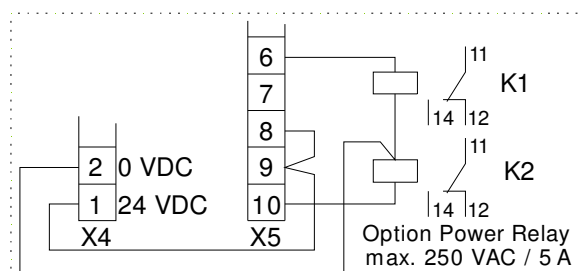 6
11
7
K1
14 12
8
11
2 0 VDC
9
K2
1 24 VDC
10
14 12
X4
X5
Option Power Relay
max. 250 VAC / 5 A